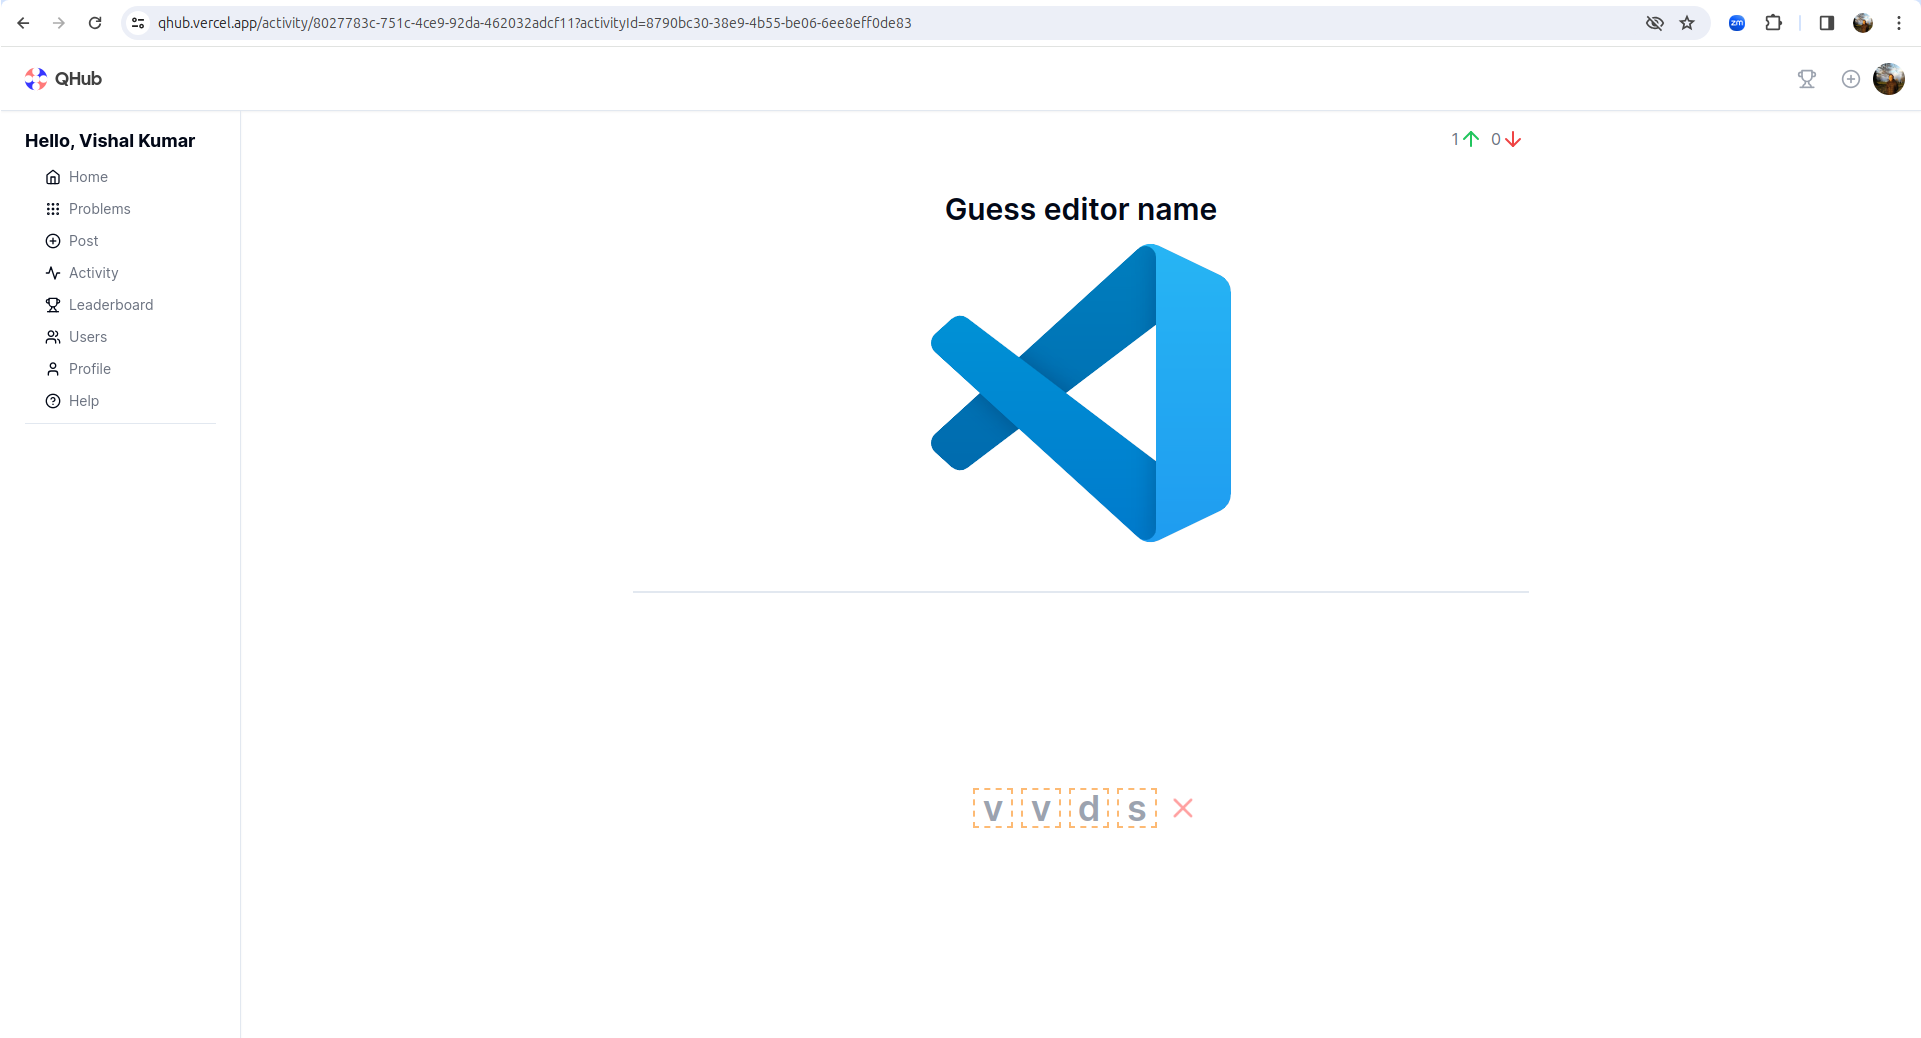 qhub.vercel.app/activity/8027783c-751c-4ce9-92da-462032adcf11?activityId=8790bc30-38e9-4b55-be06-6ee8eff0de83
zm
QHub
Hello, Vishal Kumar
Home
Problems
Post
Activity
Leaderboard
Users
Profile
Help
1 0
Guess editor name
v v d s